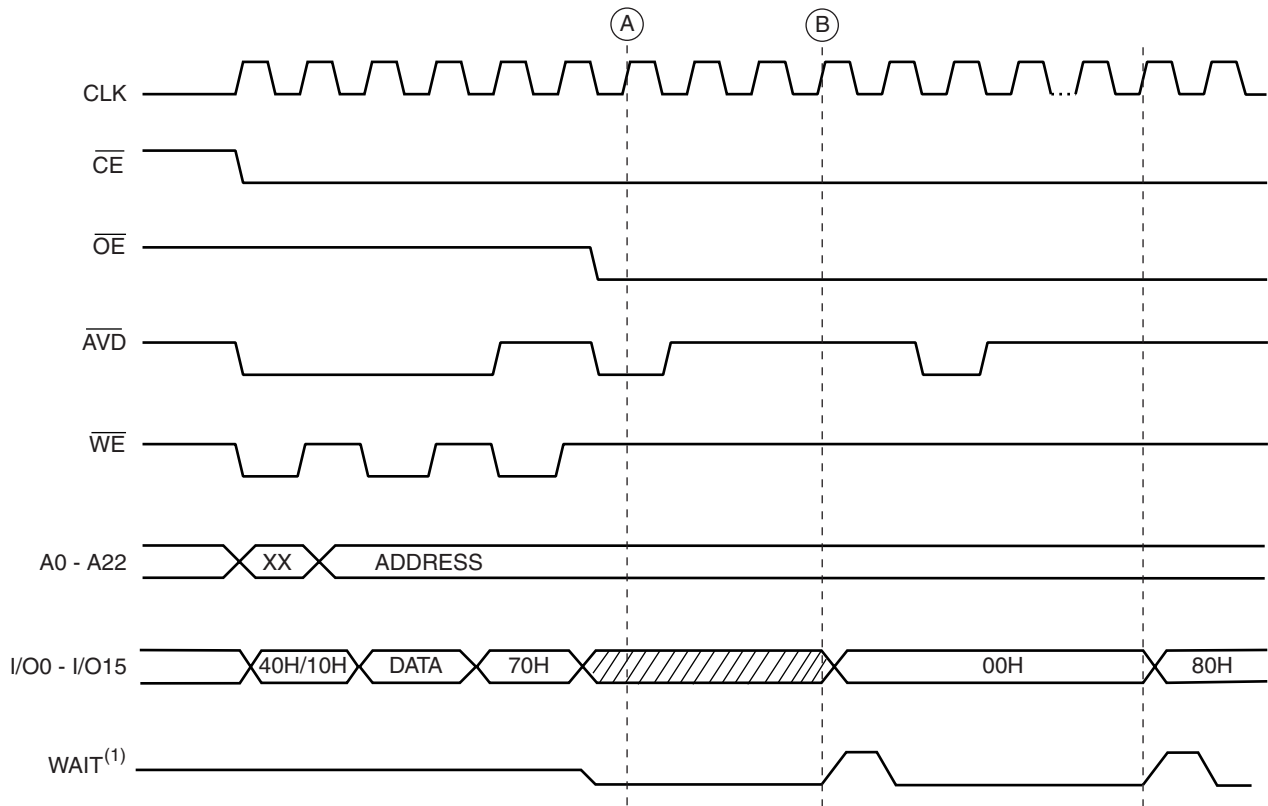 A B
CLK
CE
OE
AVD
WE
A0 - A22 XX ADDRESS
I/O0 - I/O15 40H/10H DATA 70H 00H 80H
WAIT(1)